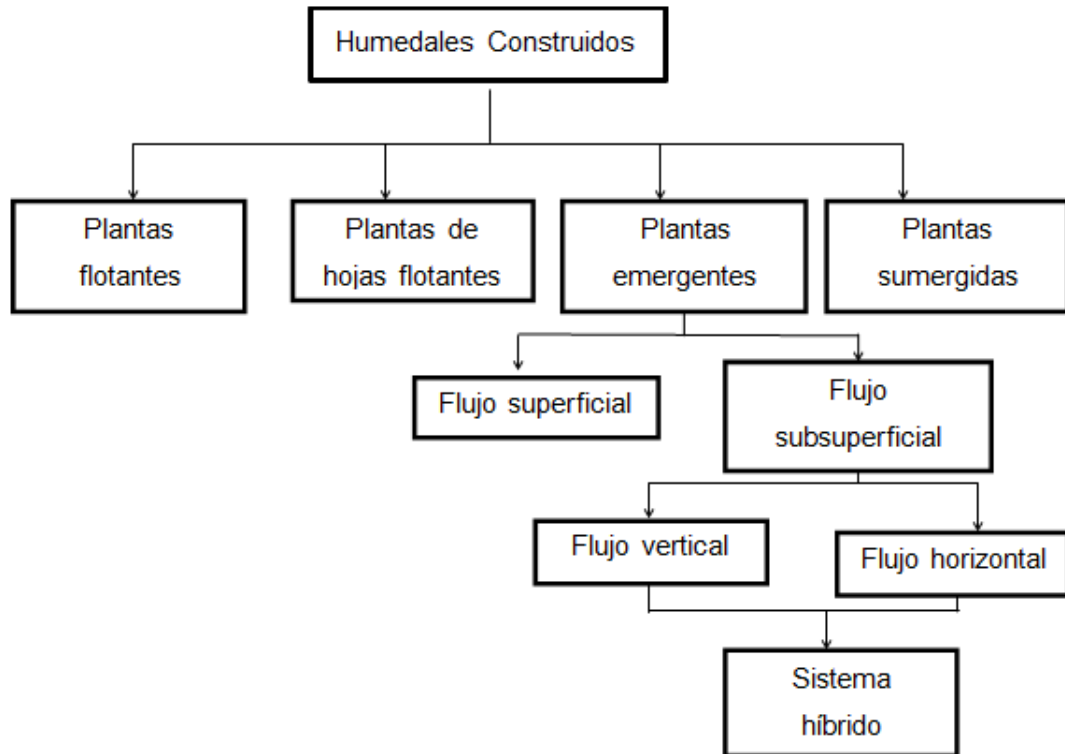 Humedales Construidos
Plantas
flotantes
Plantas de
hojas flotantes
Plantas
emergentes
Plantas
sumergidas
Flujo superficial
Flujo
subsuperficial
Flujo vertical
Flujo horizontal
Sistema
híbrido